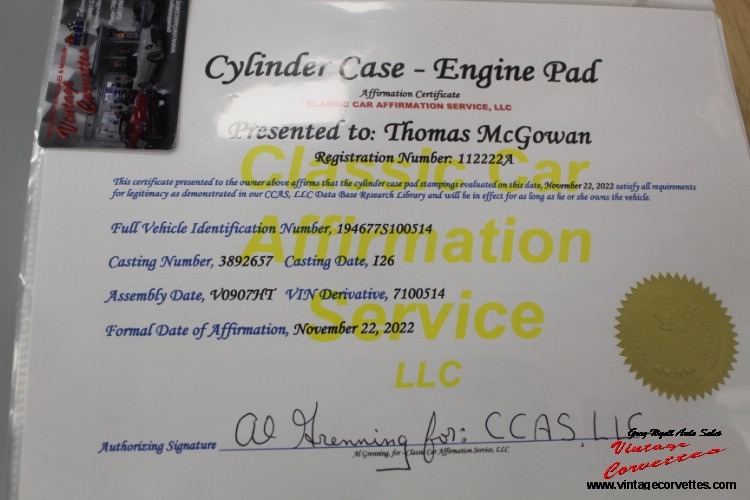 Cylinder Case - Engine Pad
Affirmation Certificate
CLASSIC CAR AFFIRMATION SERVICE, LLC
Presented to: Thomas McGowan
Registration Number: 112222A
Classic Car
Affirmation
Service
LLC
This certificate presented to the owner above affirms that the cylinder case pad stampings evaluated on this date, November 22, 2022 satisfy all requirements
for legitimacy as demonstrated in our CCAS, LLC Data Base Research Library and will be in effect for as long as he or she owns the vehicle.
Full Vehicle Identification Number, 194677S100514
Casting Number, 3892657 Casting Date, I26
Assembly Date, V0907HT VIN Derivative, 7100514
Formal Date of Affirmation, November 22, 2022
Authorizing Signature Al Grenning for: CCAS, LLC
Al Grenning, for - Classic Car Affirmation Service, LLC
Vintage
Corvettes
Greg Wyatt Auto Sales
Vintage
Corvettes
www.vintagecorvettes.com